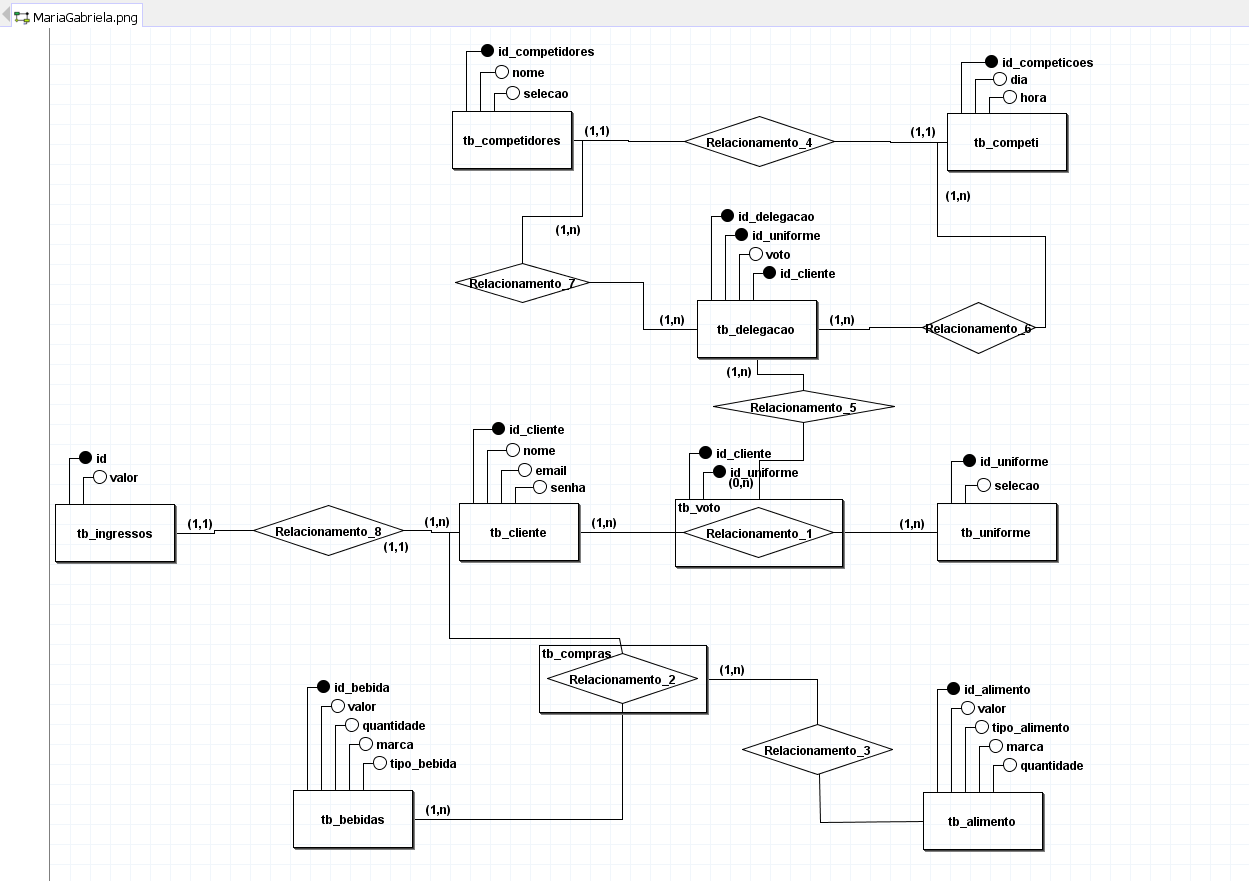 MariaGabriela.png
id_competidores
nome
selecao
tb_competidores
(1,1)
Relacionamento_4
(1,1)
id_competicoes
dia
hora
tb_competi
(1,n)
(1,n)
Relacionamento_7
(1,n)
id_delegacao
id_uniforme
voto
id_cliente
tb_delegacao
(1,n)
Relacionamento_6
(1,n)
Relacionamento_5
id
valor
tb_ingressos
(1,1)
Relacionamento_8
(1,n)
(1,1)
id_cliente
nome
email
senha
tb_cliente
(1,n)
id_cliente
id_uniforme
(0,n)
tb_voto
Relacionamento_1
(1,n)
id_uniforme
selecao
tb_uniforme
tb_compras
Relacionamento_2
(1,n)
Relacionamento_3
id_bebida
valor
quantidade
marca
tipo_bebida
tb_bebidas
(1,n)
id_alimento
valor
tipo_alimento
marca
quantidade
tb_alimento